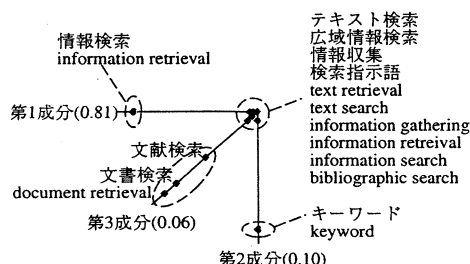 情報検索
information retrieval
第1成分(0.81)
テキスト検索
広域情報検索
情報収集
検索指示語
text retrieval
text search
information gathering
information retreival
information search
bibliographic search
文献検索
文書検索
document retrieval
第3成分(0.06)
キーワード
keyword
第2成分(0.10)